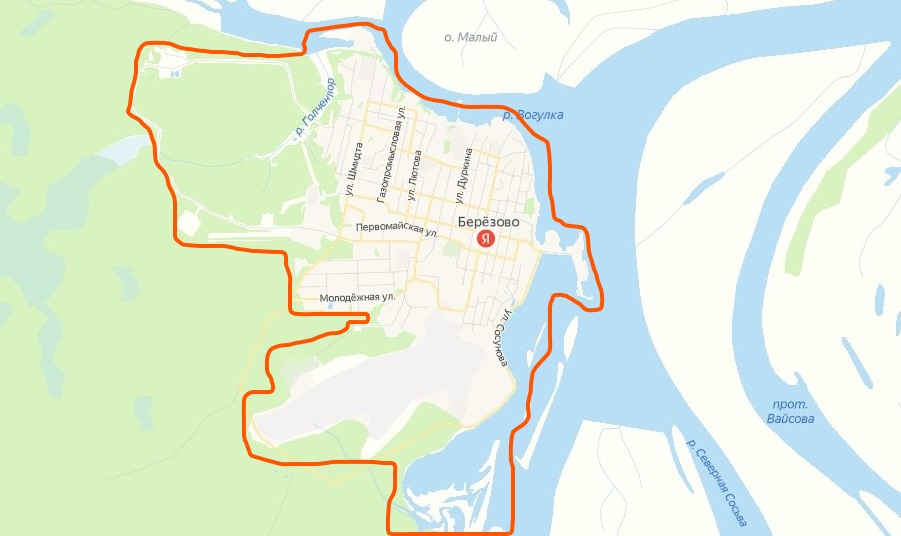 о. Малый
р. Вогулка
р. Голчентор
ул. Шмидта
Газопромысловая ул.
ул. Лютова
ул. Дуркина
Берёзово
Я
Первомайская ул.
Молодёжная ул.
ул. Сосунова
прот.
Вайсова
р. Северная Сосьва